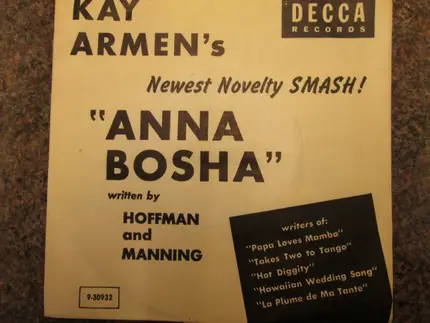 KAY
ARMEN's
DECCA
RECORDS
Newest Novelty SMASH!
"ANNA
BOSHA"
written by
HOFFMAN
and
MANNING
9-30932
writers of:
"Papa Loves Mambo"
"Takes Two to Tango"
"Hot Diggity"
"Hawaiian Wedding Song"
"La Plume de Ma Tante"